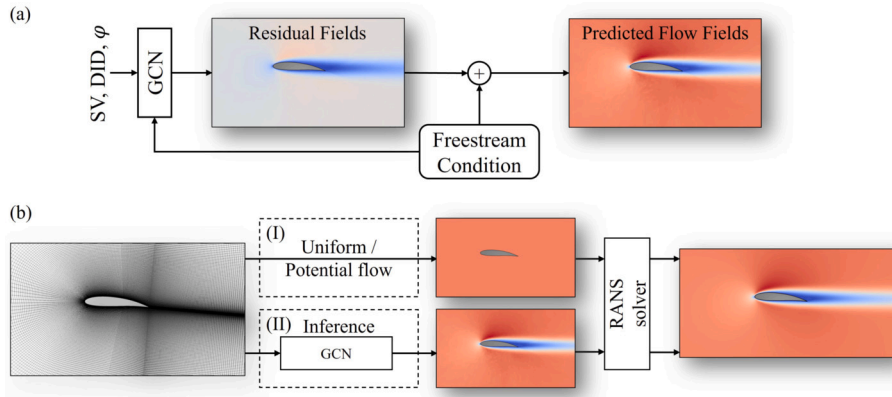 (a)
SV, DID, φ
GCN
Residual Fields
+
Predicted Flow Fields
Freestream
Condition
(b)
(I)
Uniform /
Potential flow
(II)
Inference
GCN
RANS
solver